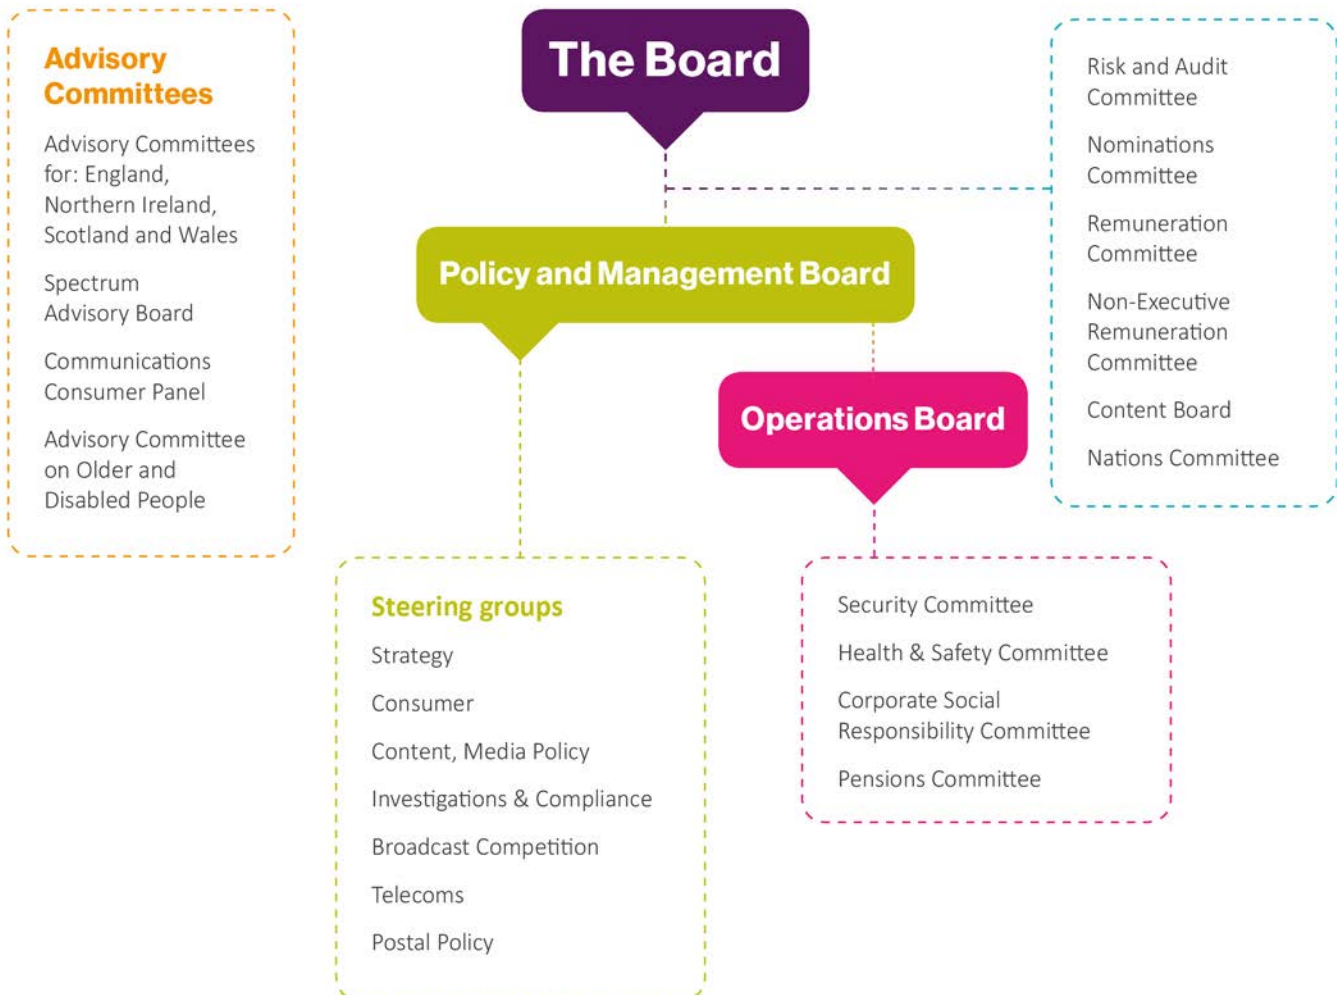 Advisory
Committees
Advisory Committees
for: England,
Northern Ireland,
Scotland and Wales
Spectrum
Advisory Board
Communications
Consumer Panel
Advisory Committee
on Older and
Disabled People
The Board
Policy and Management Board
Operations Board
Risk and Audit
Committee
Nominations
Committee
Remuneration
Committee
Non-Executive
Remuneration
Committee
Content Board
Nations Committee
Steering groups
Strategy
Consumer
Content, Media Policy
Investigations & Compliance
Broadcast Competition
Telecoms
Postal Policy
Security Committee
Health & Safety Committee
Corporate Social
Responsibility Committee
Pensions Committee